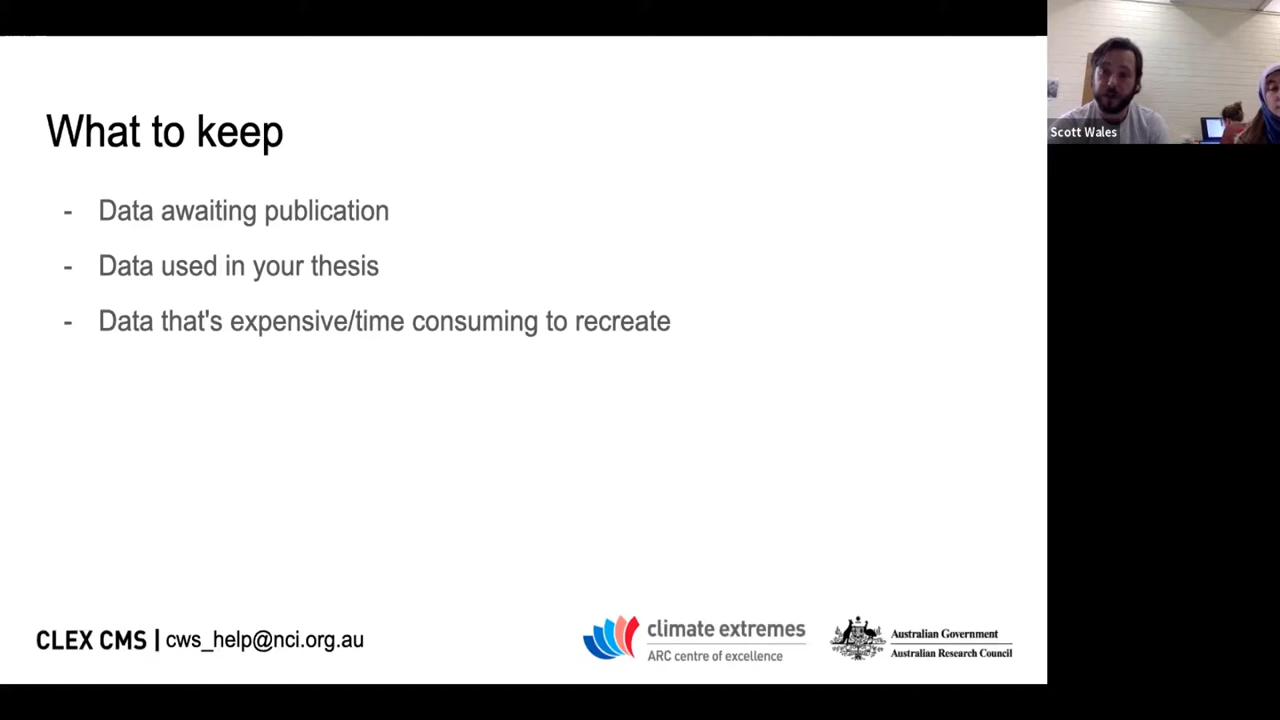 What to keep
- Data awaiting publication
- Data used in your thesis
- Data that's expensive/time consuming to recreate
CLEX CMS | cws_help@nci.org.au
climate extremes
ARC centre of excellence
Australian Government
Australian Research Council
Scott Wales